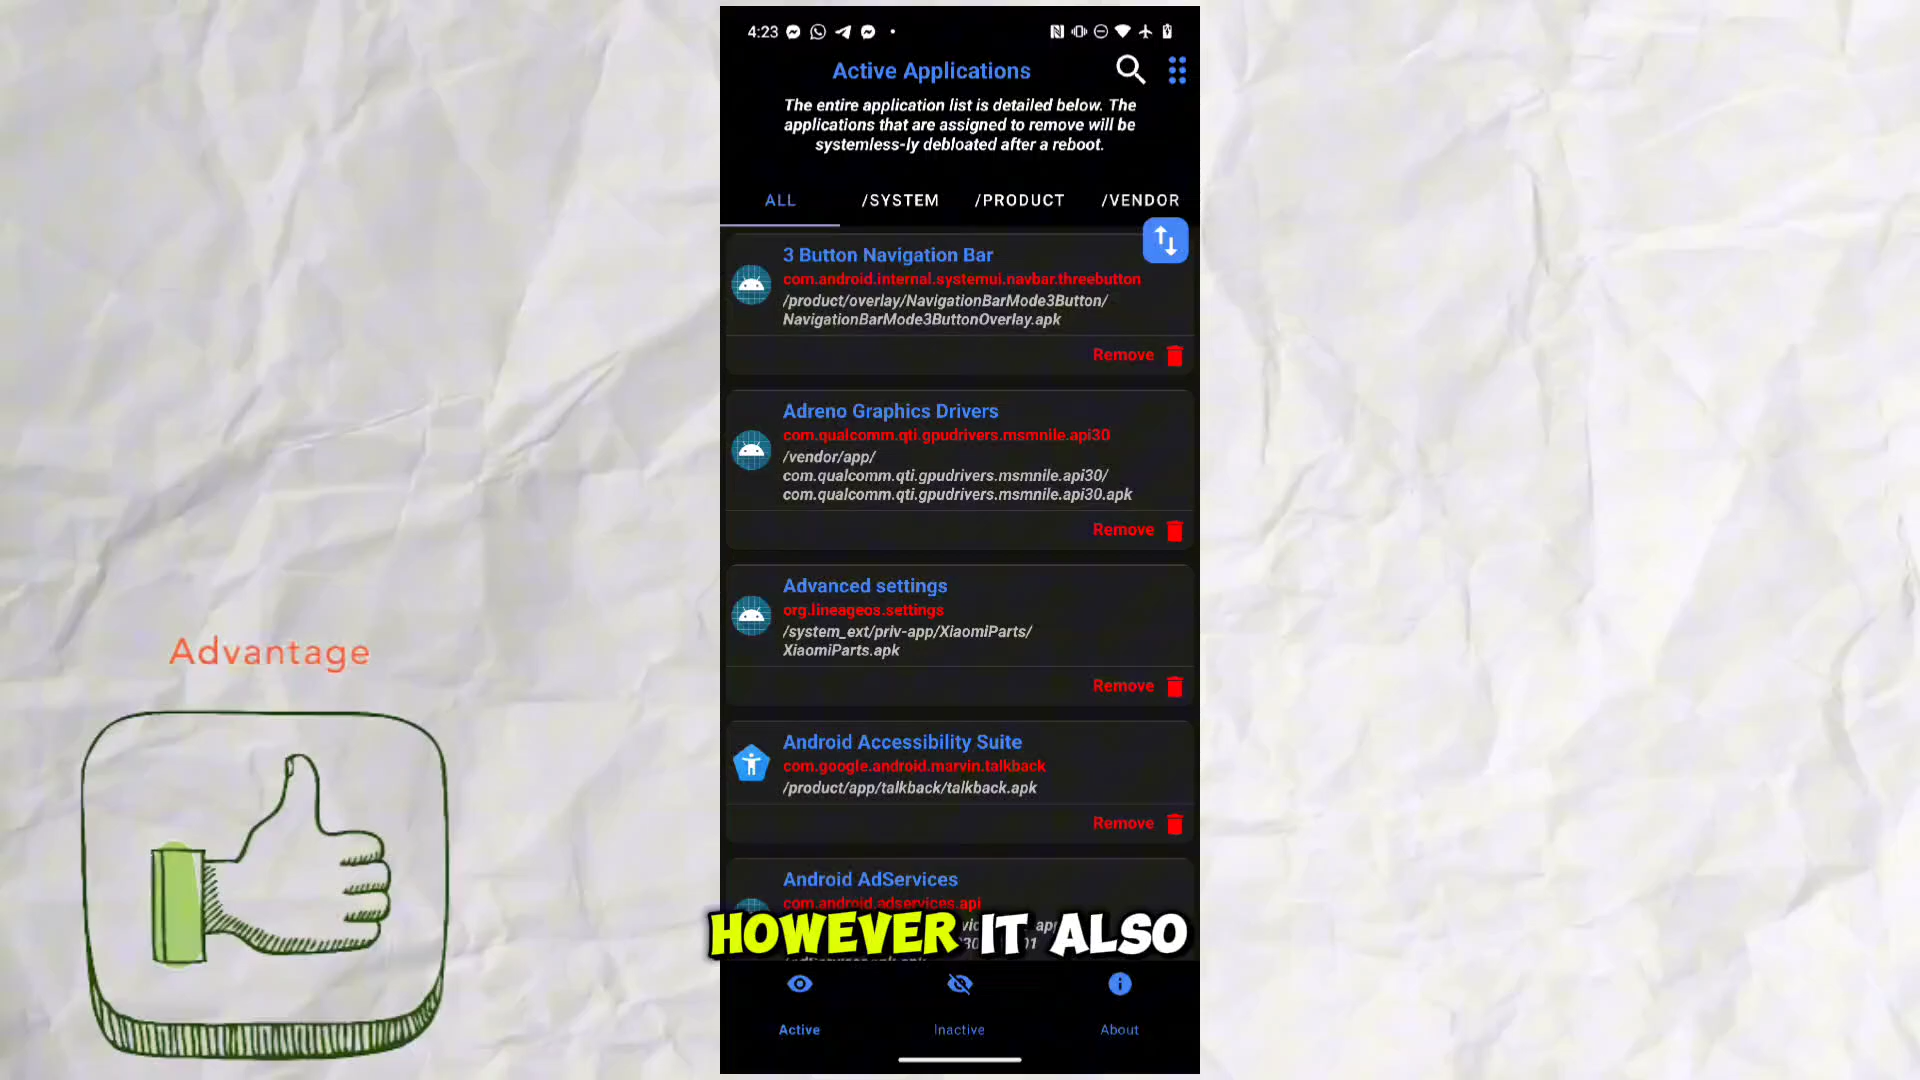 4:23
Active Applications
The entire application list is detailed below. The
applications that are assigned to remove will be
systemless-ly debloated after a reboot.
ALL /SYSTEM /PRODUCT /VENDOR
3 Button Navigation Bar
com.android.internal.systemui.navbar.threebutton
/product/overlay/NavigationBarMode3Button/
NavigationBarMode3ButtonOverlay.apk
Remove
Adreno Graphics Drivers
com.qualcomm.qti.gpudrivers.msmnile.api30
/vendor/app/
com.qualcomm.qti.gpudrivers.msmnile.api30/
com.qualcomm.qti.gpudrivers.msmnile.api30.apk
Remove
Advanced settings
org.lineageos.settings
/system_ext/priv-app/XiaomiParts/
XiaomiParts.apk
Remove
Advantage
Android Accessibility Suite
com.google.android.marvin.talkback
/product/app/talkback/talkback.apk
Remove
Android AdServices
com.android.adservices.api
HOWEVER IT ALSO
Active Inactive About